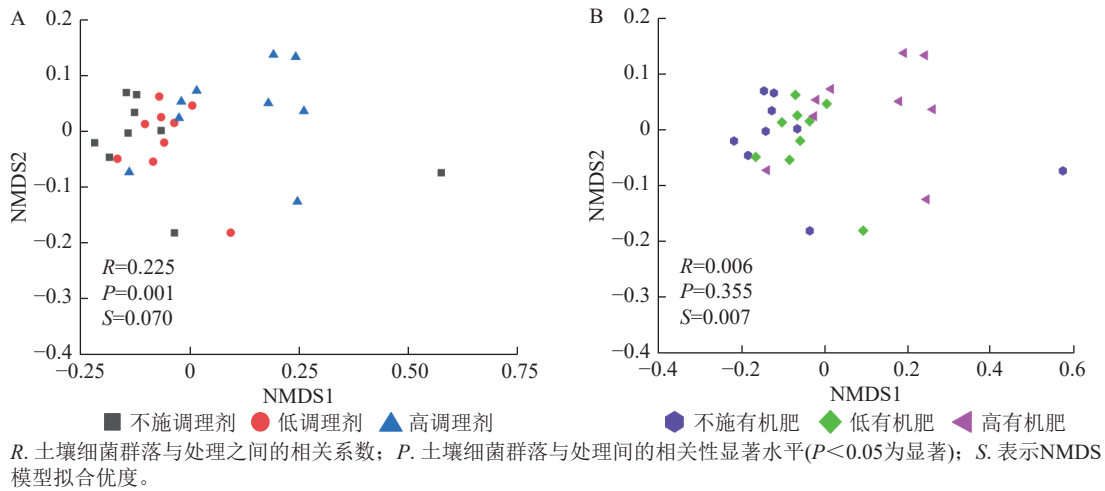 A
0.2
0.1
0
−0.1
−0.2
−0.3
−0.4
NMDS2
R=0.225
P=0.001
S=0.070
−0.25
0
0.25
0.50
0.75
NMDS1
不施调理剂 低调理剂 高调理剂
B
0.2
0.1
0
−0.1
−0.2
−0.3
−0.4
NMDS2
R=0.006
P=0.355
S=0.007
−0.4
−0.2
0
0.2
0.4
0.6
NMDS1
不施有机肥 低有机肥 高有机肥
R. 土壤细菌群落与处理之间的相关系数；P. 土壤细菌群落与处理间的相关性显著水平(P＜0.05为显著)；S. 表示NMDS
模型拟合优度。